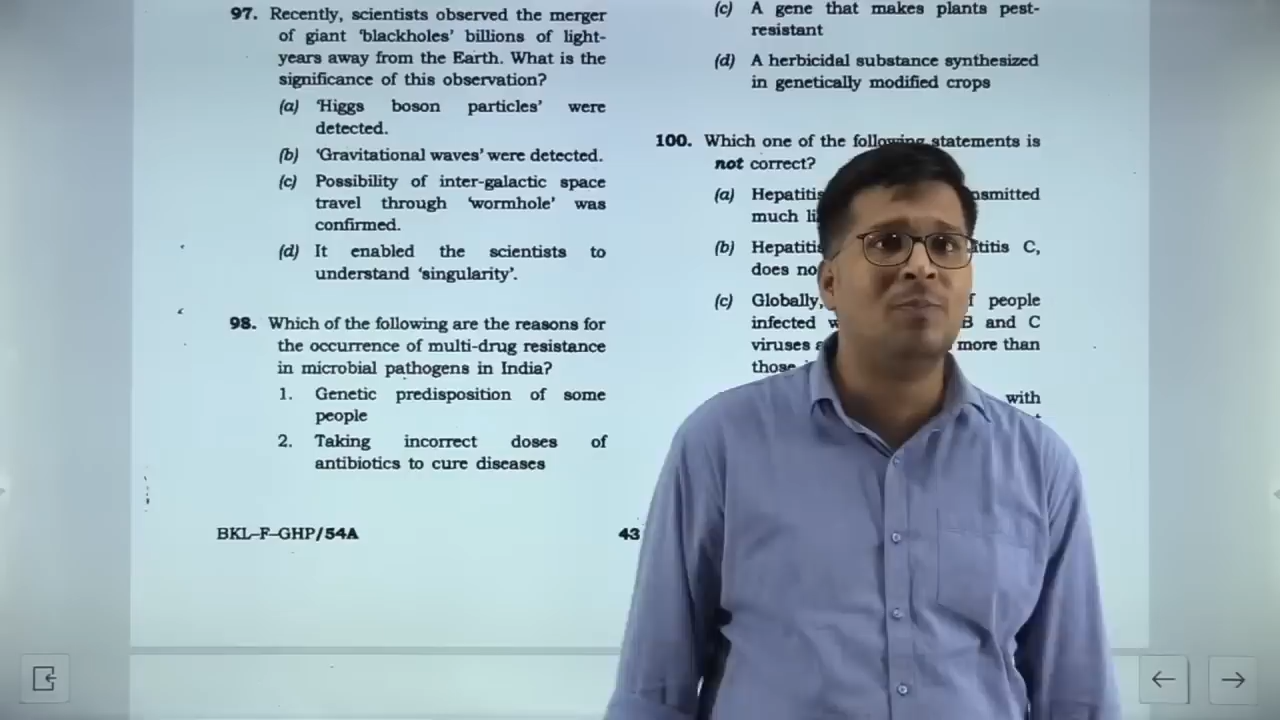 97. Recently, scientists observed the merger
of giant ‘blackholes’ billions of light-
years away from the Earth. What is the
significance of this observation?
(a) ‘Higgs boson particles’ were
detected.
(b) ‘Gravitational waves’ were detected.
(c) Possibility of inter-galactic space
travel through ‘wormhole’ was
confirmed.
(d) It enabled the scientists to
understand ‘singularity’.
98. Which of the following are the reasons for
the occurrence of multi-drug resistance
in microbial pathogens in India?
1. Genetic predisposition of some
people
2. Taking incorrect doses of
antibiotics to cure diseases
BKL–F–GHP/54A
43
(c) A gene that makes plants pest-
resistant
(d) A herbicidal substance synthesized
in genetically modified crops
100. Which one of the following statements is
not correct?
(a) Hepatitis
much
(b) Hepatitis C,
does
(c) Globally, people
infected B and C
viruses more than
those
with